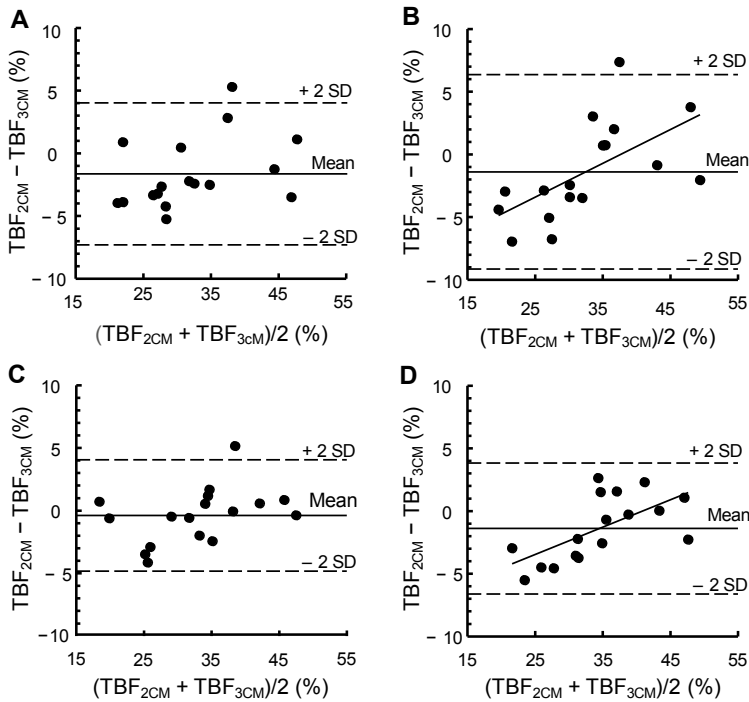 A
10
5
0
− 5
− 10
15 25 35 45 55
TBF2CM − TBF3CM (%)
(TBF2CM + TBF3cM)/2 (%)
+ 2 SD
Mean
− 2 SD
B
10
5
0
− 5
− 10
15 25 35 45 55
TBF2CM − TBF3CM (%)
(TBF2CM + TBF3CM)/2 (%)
+ 2 SD
Mean
− 2 SD
C
10
5
0
− 5
− 10
15 25 35 45 55
TBF2CM − TBF3CM (%)
(TBF2CM + TBF3CM)/2 (%)
+ 2 SD
Mean
− 2 SD
D
10
5
0
− 5
− 10
15 25 35 45 55
TBF2CM − TBF3CM (%)
(TBF2CM + TBF3CM)/2 (%)
+ 2 SD
Mean
− 2 SD